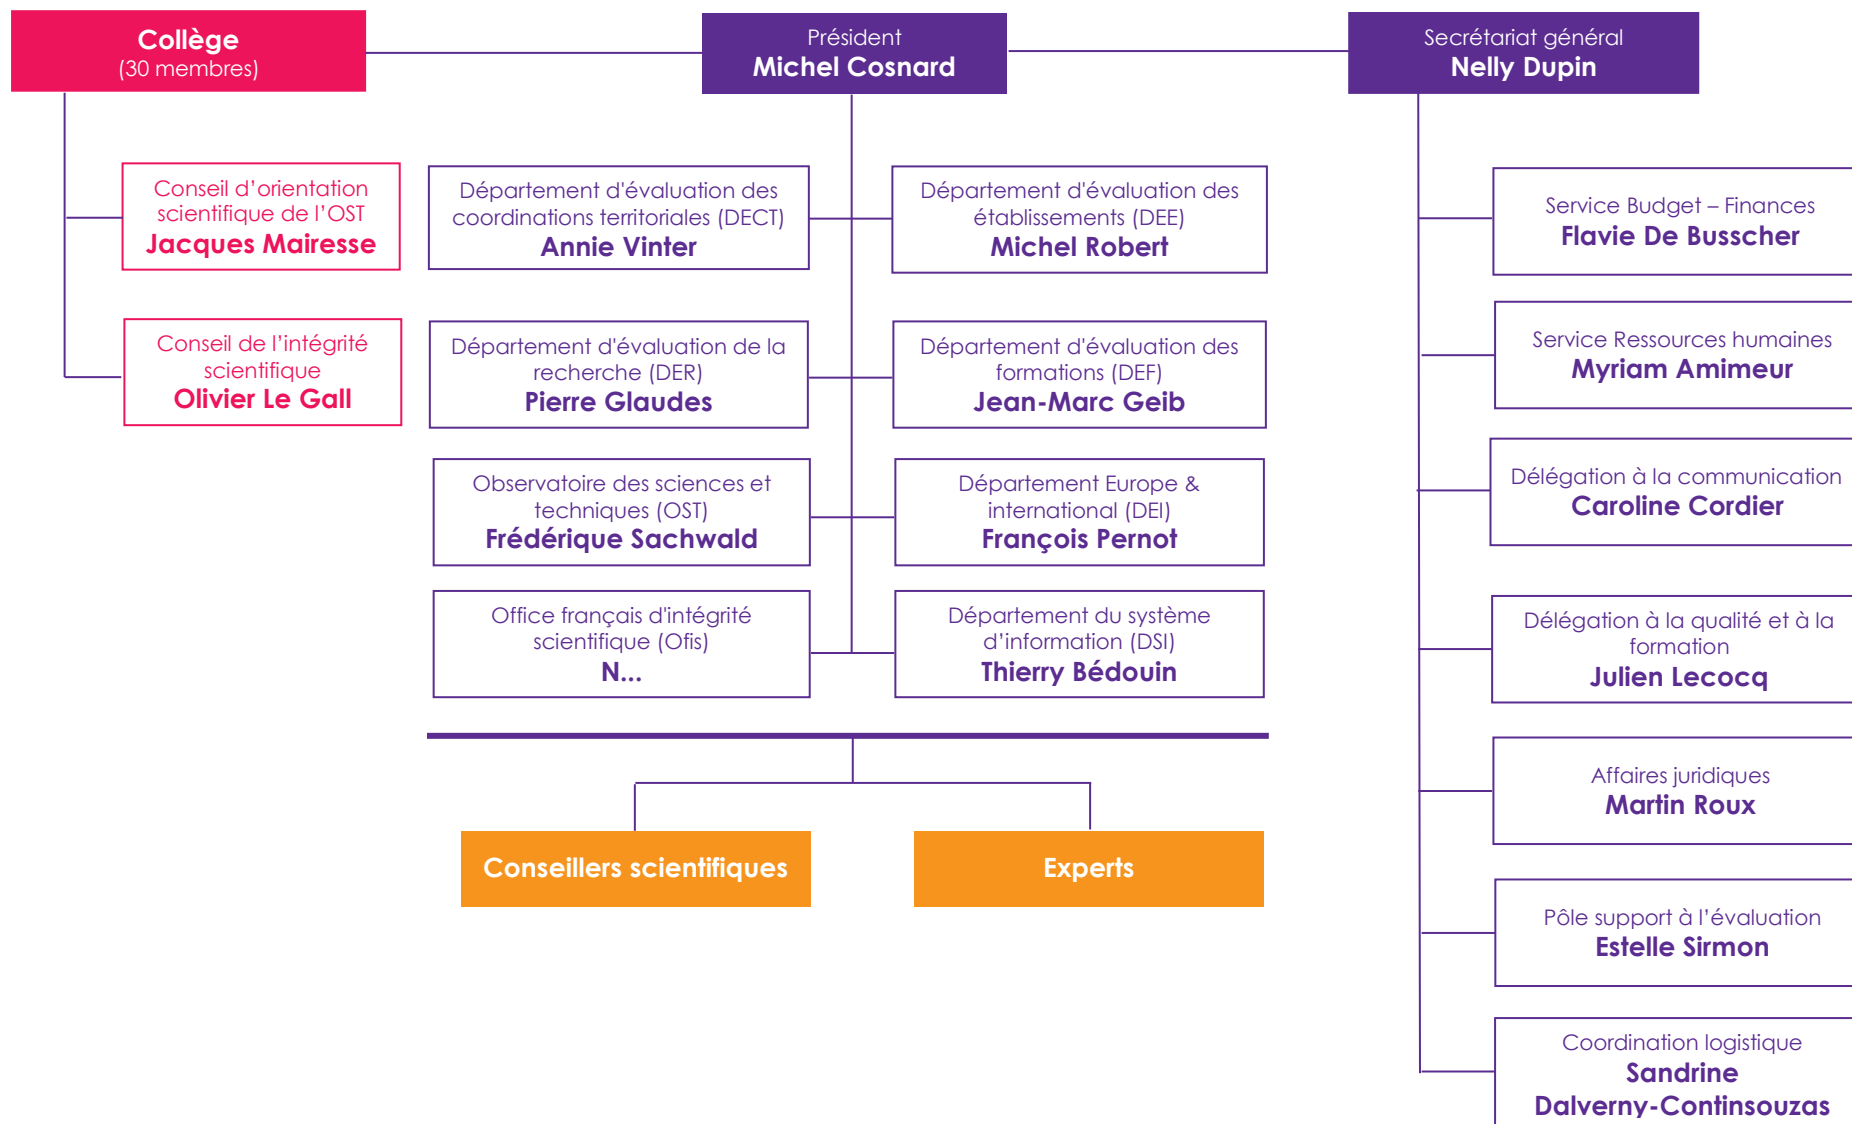 Collège
(30 membres)
Président
Michel Cosnard
Secrétariat général
Nelly Dupin
Conseil d’orientation
scientifique de l’OST
Jacques Mairesse
Conseil de l’intégrité
scientifique
Olivier Le Gall
Département d'évaluation des
coordinations territoriales (DECT)
Annie Vinter
Département d'évaluation des
établissements (DEE)
Michel Robert
Département d'évaluation de la
recherche (DER)
Pierre Glaudes
Département d'évaluation des
formations (DEF)
Jean-Marc Geib
Observatoire des sciences et
techniques (OST)
Frédérique Sachwald
Département Europe &
international (DEI)
François Pernot
Office français d'intégrité
scientifique (Ofis)
N...
Département du système
d’information (DSI)
Thierry Bédouin
Conseillers scientifiques
Experts
Service Budget – Finances
Flavie De Busscher
Service Ressources humaines
Myriam Amimeur
Délégation à la communication
Caroline Cordier
Délégation à la qualité et à la
formation
Julien Lecocq
Affaires juridiques
Martin Roux
Pôle support à l’évaluation
Estelle Sirmon
Coordination logistique
Sandrine
Dalverny-Continsouzas